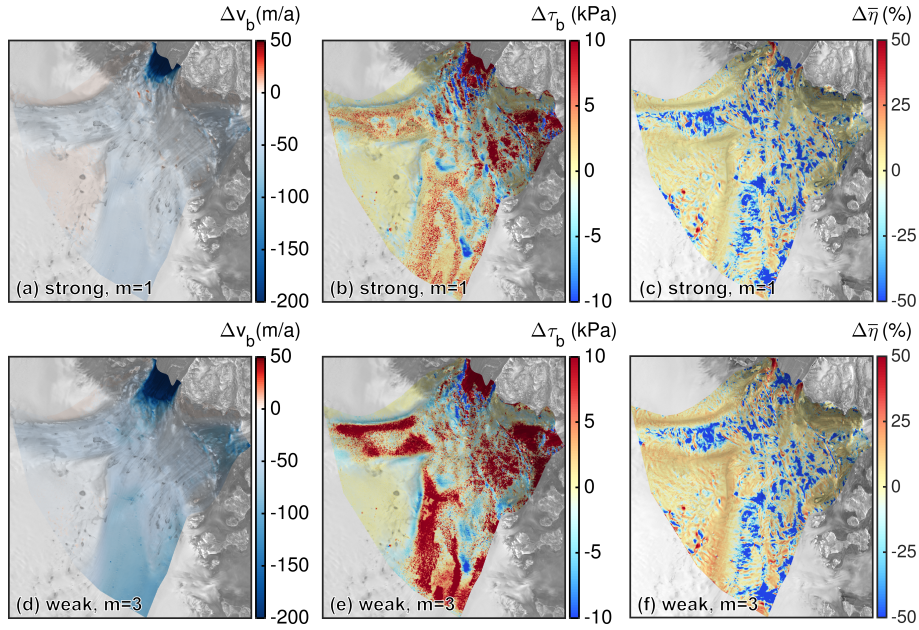 Δv_b(m/a)
50
0
-50
-100
-150
-200
(a) strong, m=1
Δτ_b (kPa)
10
5
0
-5
-10
(b) strong, m=1
Δη̅ (%)
50
25
0
-25
-50
(c) strong, m=1
Δv_b(m/a)
50
0
-50
-100
-150
-200
(d) weak, m=3
Δτ_b (kPa)
10
5
0
-5
-10
(e) weak, m=3
Δη̅ (%)
50
25
0
-25
-50
(f) weak, m=3